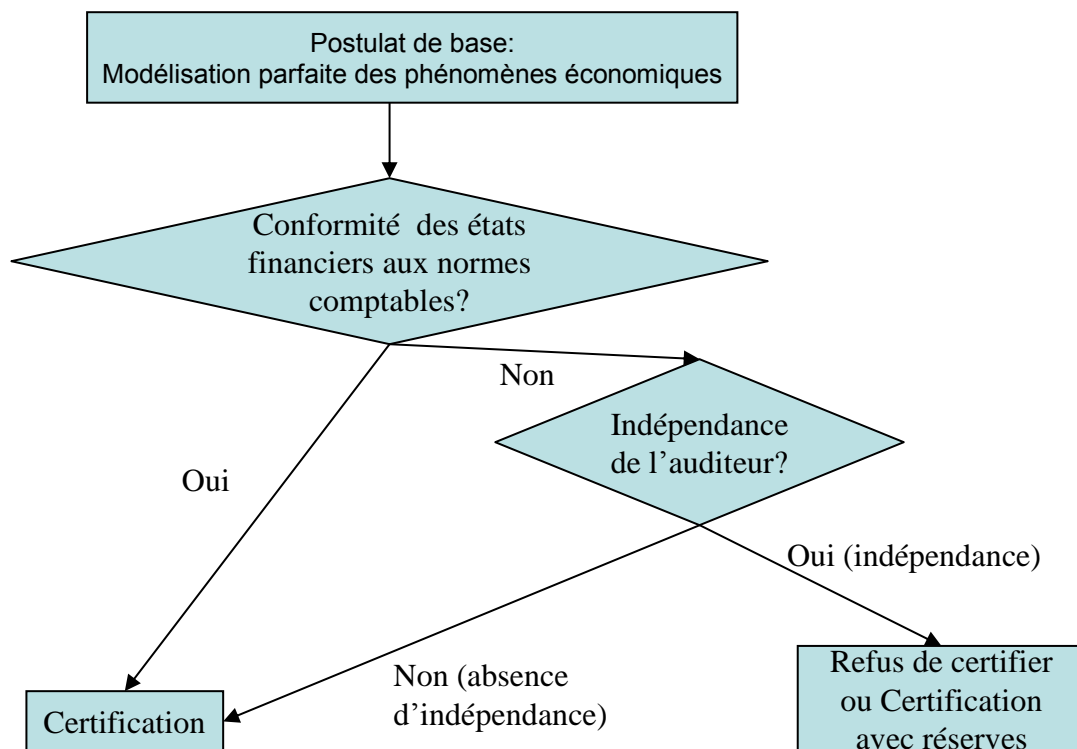 Postulat de base:
Modélisation parfaite des phénomènes économiques
Conformité des états
financiers aux normes
comptables?
Non
Indépendance
de l’auditeur?
Oui
Oui (indépendance)
Non (absence
d’indépendance)
Certification
Refus de certifier
ou Certification
avec réserves